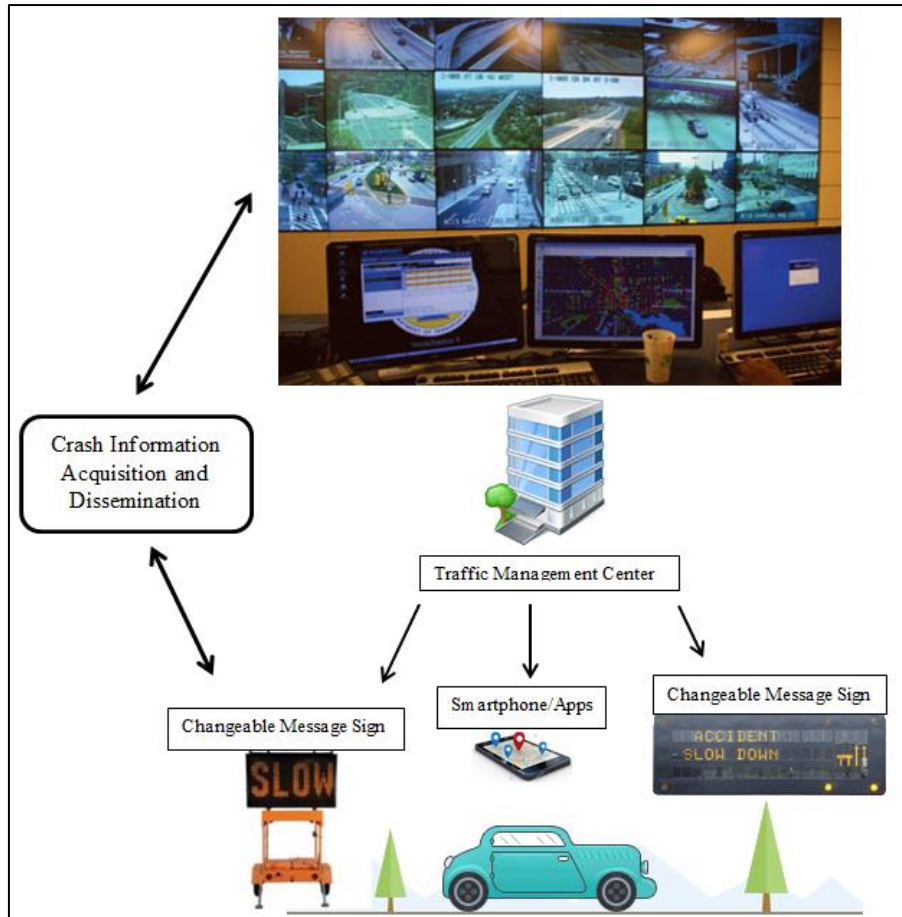 Crash Information
Acquisition and
Dissemination
Traffic Management Center
Changeable Message Sign
Smartphone/Apps
Changeable Message Sign
SLOW
ACCIDENT
SLOW DOWN